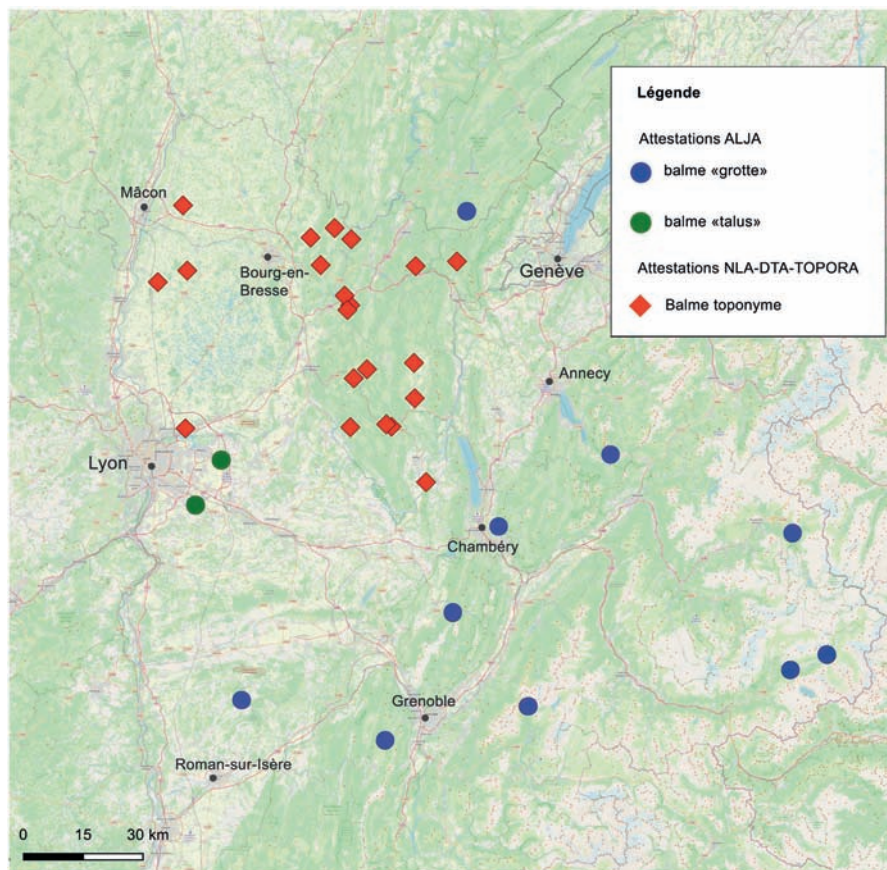 Légende
Attestations ALJA
balme «grotte»
balme «talus»
Attestations NLA-DTA-TOPORA
Balme toponyme
Mâcon
Bourg-en-
Bresse
Genève
Annecy
Lyon
Chambéry
Grenoble
Roman-sur-Isère
0 15 30 km